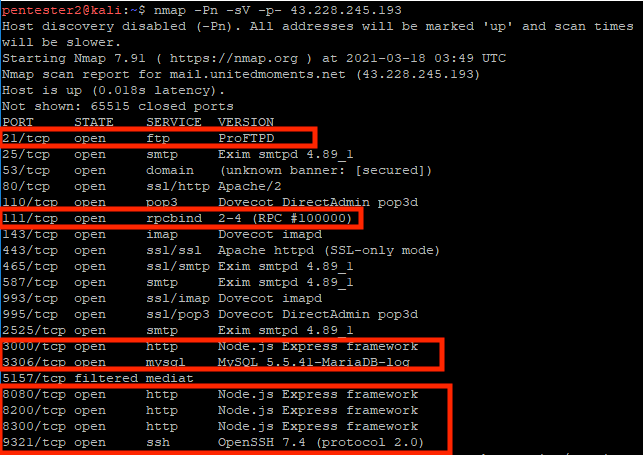 pentester2@kali:~$ nmap -Pn -sV -p- 43.228.245.193
Host discovery disabled (-Pn). All addresses will be marked 'up' and scan times
will be slower.
Starting Nmap 7.91 ( https://nmap.org ) at 2021-03-18 03:49 UTC
Nmap scan report for mail.unitedmoments.net (43.228.245.193)
Host is up (0.018s latency).
Not shown: 65515 closed ports
PORT STATE SERVICE VERSION
21/tcp open ftp ProFTPD
25/tcp open smtp Exim smtpd 4.89_1
53/tcp open domain (unknown banner: [secured])
80/tcp open ssl/http Apache/2
110/tcp open pop3 Dovecot DirectAdmin pop3d
111/tcp open rpcbind 2-4 (RPC #100000)
143/tcp open imap Dovecot imapd
443/tcp open ssl/ssl Apache httpd (SSL-only mode)
465/tcp open ssl/smtp Exim smtpd 4.89_1
587/tcp open smtp Exim smtpd 4.89_1
993/tcp open ssl/imap Dovecot imapd
995/tcp open ssl/pop3 Dovecot DirectAdmin pop3d
2525/tcp open smtp Exim smtpd 4.89_1
3000/tcp open http Node.js Express framework
3306/tcp open mysql MySQL 5.5.41-MariaDB-log
5157/tcp filtered mediat
8080/tcp open http Node.js Express framework
8200/tcp open http Node.js Express framework
8300/tcp open http Node.js Express framework
9321/tcp open ssh OpenSSH 7.4 (protocol 2.0)